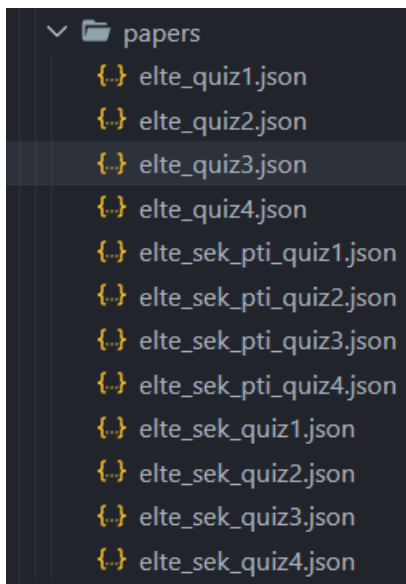 papers
{..} elte_quiz1.json
{..} elte_quiz2.json
{..} elte_quiz3.json
{..} elte_quiz4.json
{..} elte_sek_pti_quiz1.json
{..} elte_sek_pti_quiz2.json
{..} elte_sek_pti_quiz3.json
{..} elte_sek_pti_quiz4.json
{..} elte_sek_quiz1.json
{..} elte_sek_quiz2.json
{..} elte_sek_quiz3.json
{..} elte_sek_quiz4.json